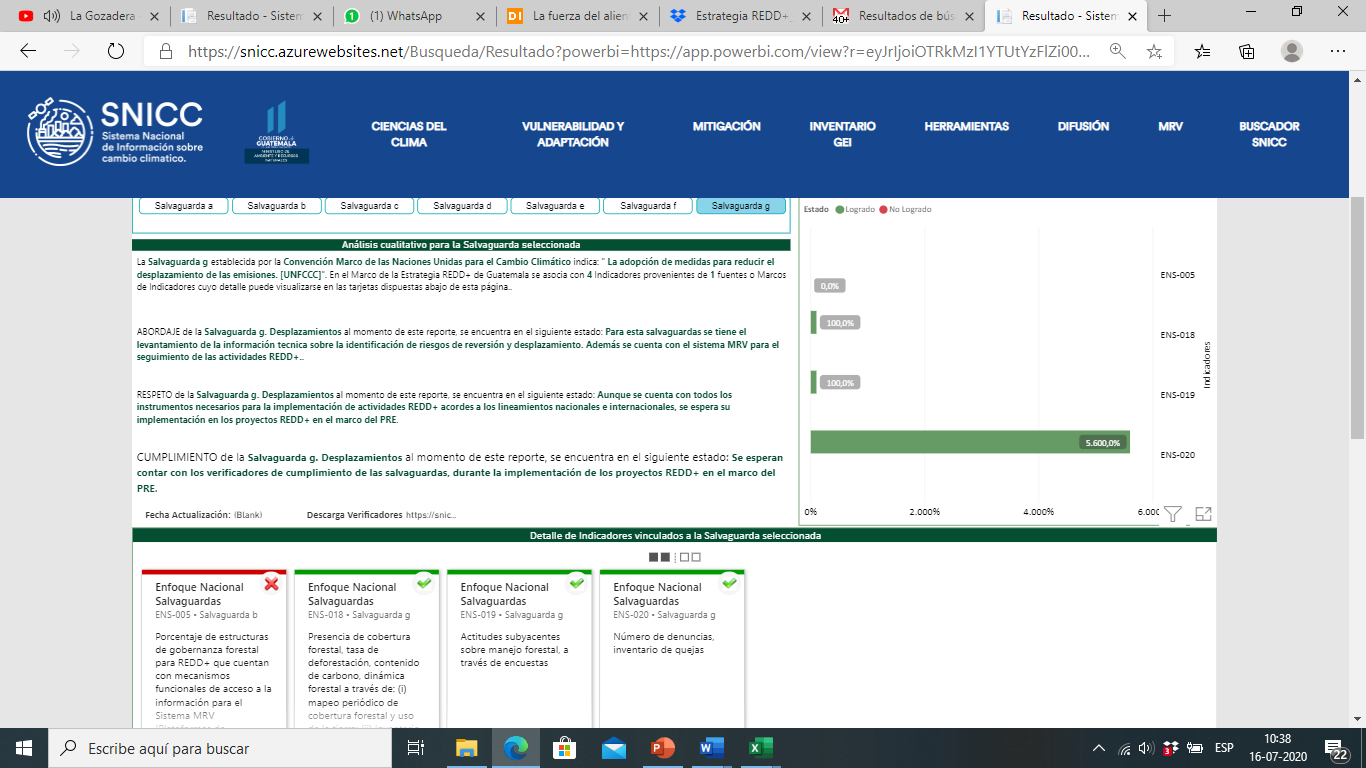 La Gozadera
Resultado - Sistem
(1) WhatsApp
DI
La fuerza del alien
Estrategia REDD+
40+
Resultados de bús
Resultado - Sistem
https://snicc.azurewebsites.net/Busqueda/Resultado?powerbi=https://app.powerbi.com/view?r=eyJrIjoiOTRkMzI1YTUtYzFlZi00...
SNICC
Sistema Nacional
de Información sobre
cambio climatico.
GOBIERNO de
GUATEMALA
MINISTERIO DE
AMBIENTE Y RECURSOS
NATURALES
CIENCIAS DEL
CLIMA
VULNERABILIDAD Y
ADAPTACIÓN
MITIGACIÓN
INVENTARIO
GEI
HERRAMIENTAS
DIFUSIÓN
MRV
BUSCADOR
SNICC
Salvaguarda a
Salvaguarda b
Salvaguarda c
Salvaguarda d
Salvaguarda e
Salvaguarda f
Salvaguarda g
Análisis cualitativo para la Salvaguarda seleccionada
La Salvaguarda g establecida por la Convención Marco de las Naciones Unidas para el Cambio Climático indica: " La adopción de medidas para reducir el
desplazamiento de las emisiones. [UNFCCC]". En el Marco de la Estrategia REDD+ de Guatemala se asocia con 4 Indicadores provenientes de 1 fuentes o Marcos
de Indicadores cuyo detalle puede visualizarse en las tarjetas dispuestas abajo de esta página..
ABORDAJE de la Salvaguarda g. Desplazamientos al momento de este reporte, se encuentra en el siguiente estado: Para esta salvaguardas se tiene el
levantamiento de la información tecnica sobre la identificación de riesgos de reversión y desplazamiento. Además se cuenta con el sistema MRV para el
seguimiento de las actividades REDD+..
RESPETO de la Salvaguarda g. Desplazamientos al momento de este reporte, se encuentra en el siguiente estado: Aunque se cuenta con todos los
instrumentos necesarios para la implementación de actividades REDD+ acordes a los lineamientos nacionales e internacionales, se espera su
implementación en los proyectos REDD+ en el marco del PRE.
CUMPLIMIENTO de la Salvaguarda g. Desplazamientos al momento de este reporte, se encuentra en el siguiente estado: Se esperan
contar con los verificadores de cumplimiento de las salvaguardas, durante la implementación de los proyectos REDD+ en el marco del
PRE.
Fecha Actualización: (Blank)
Descarga Verificadores https://snic...
Estado Logrado No Logrado
0,0%
ENS-005
100,0%
ENS-018
100,0%
ENS-019
5.600,0%
ENS-020
Indicadores
0%
2.000%
4.000%
6.000
Detalle de Indicadores vinculados a la Salvaguarda seleccionada
Enfoque Nacional
Salvaguardas
ENS-005 • Salvaguarda b
Porcentaje de estructuras
de gobernanza forestal
para REDD+ que cuentan
con mecanismos
funcionales de acceso a la
información para el
Sistema MRV
Enfoque Nacional
Salvaguardas
ENS-018 • Salvaguarda g
Presencia de cobertura
forestal, tasa de
deforestación, contenido
de carbono, dinámica
forestal a través de: (i)
mapeo periódico de
cobertura forestal y uso
Enfoque Nacional
Salvaguardas
ENS-019 • Salvaguarda g
Actitudes subyacentes
sobre manejo forestal, a
través de encuestas
Enfoque Nacional
Salvaguardas
ENS-020 • Salvaguarda g
Número de denuncias,
inventario de quejas
Escribe aquí para buscar
ESP
10:38
16-07-2020
22